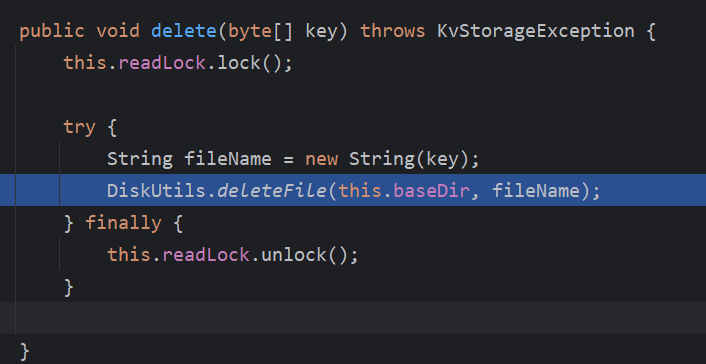 public void delete(byte[] key) throws KvStorageException {
    this.readLock.lock();
    try {
        String fileName = new String(key);
        DiskUtils.deleteFile(this.baseDir, fileName);
    } finally {
        this.readLock.unlock();
    }
}